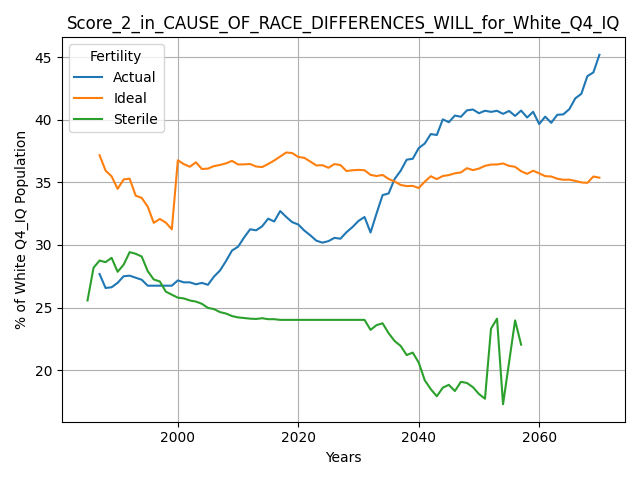 Score_2_in_CAUSE_OF_RACE_DIFFERENCES_WILL_for_White_Q4_IQ
Fertility
Actual
Ideal
Sterile
% of White Q4_IQ Population
45
40
35
30
25
20
2000
2020
2040
2060
Years